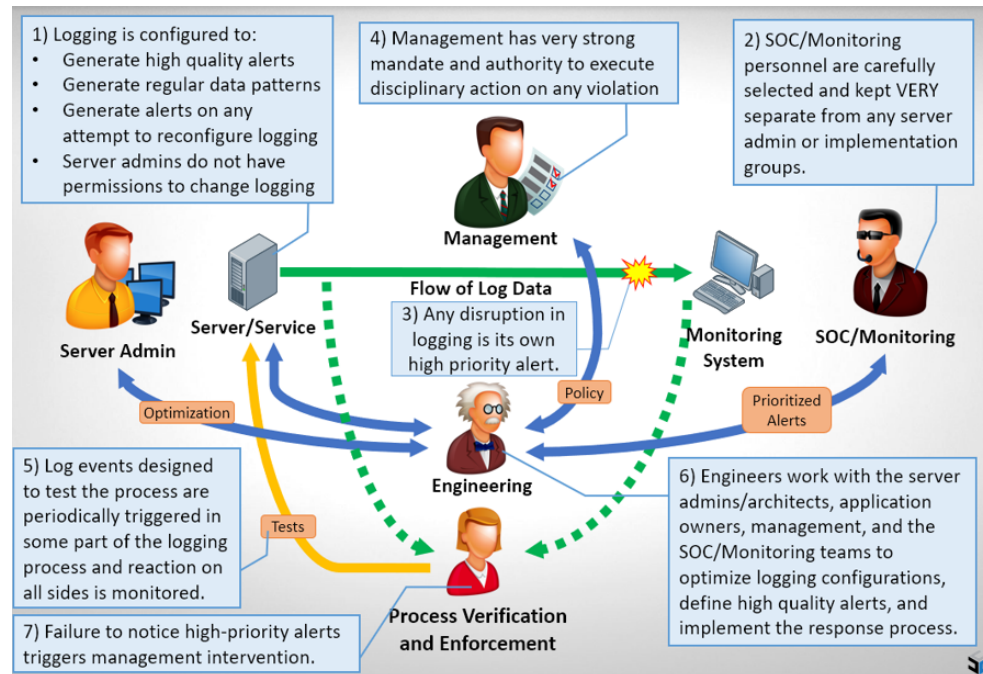 1) Logging is configured to:
• Generate high quality alerts
• Generate regular data patterns
• Generate alerts on any
attempt to reconfigure logging
• Server admins do not have
permissions to change logging
4) Management has very strong
mandate and authority to execute
disciplinary action on any violation
2) SOC/Monitoring
personnel are carefully
selected and kept VERY
separate from any server
admin or implementation
groups.
Management
Flow of Log Data
Server Admin
Server/Service
3) Any disruption in
logging is its own
high priority alert.
Monitoring
System
SOC/Monitoring
Optimization
Policy
Prioritized
Alerts
Engineering
5) Log events designed
to test the process are
periodically triggered in
some part of the logging
process and reaction on
all sides is monitored.
Tests
6) Engineers work with the server
admins/architects, application
owners, management, and the
SOC/Monitoring teams to
optimize logging configurations,
define high quality alerts, and
implement the response process.
Process Verification
and Enforcement
7) Failure to notice high-priority alerts
triggers management intervention.